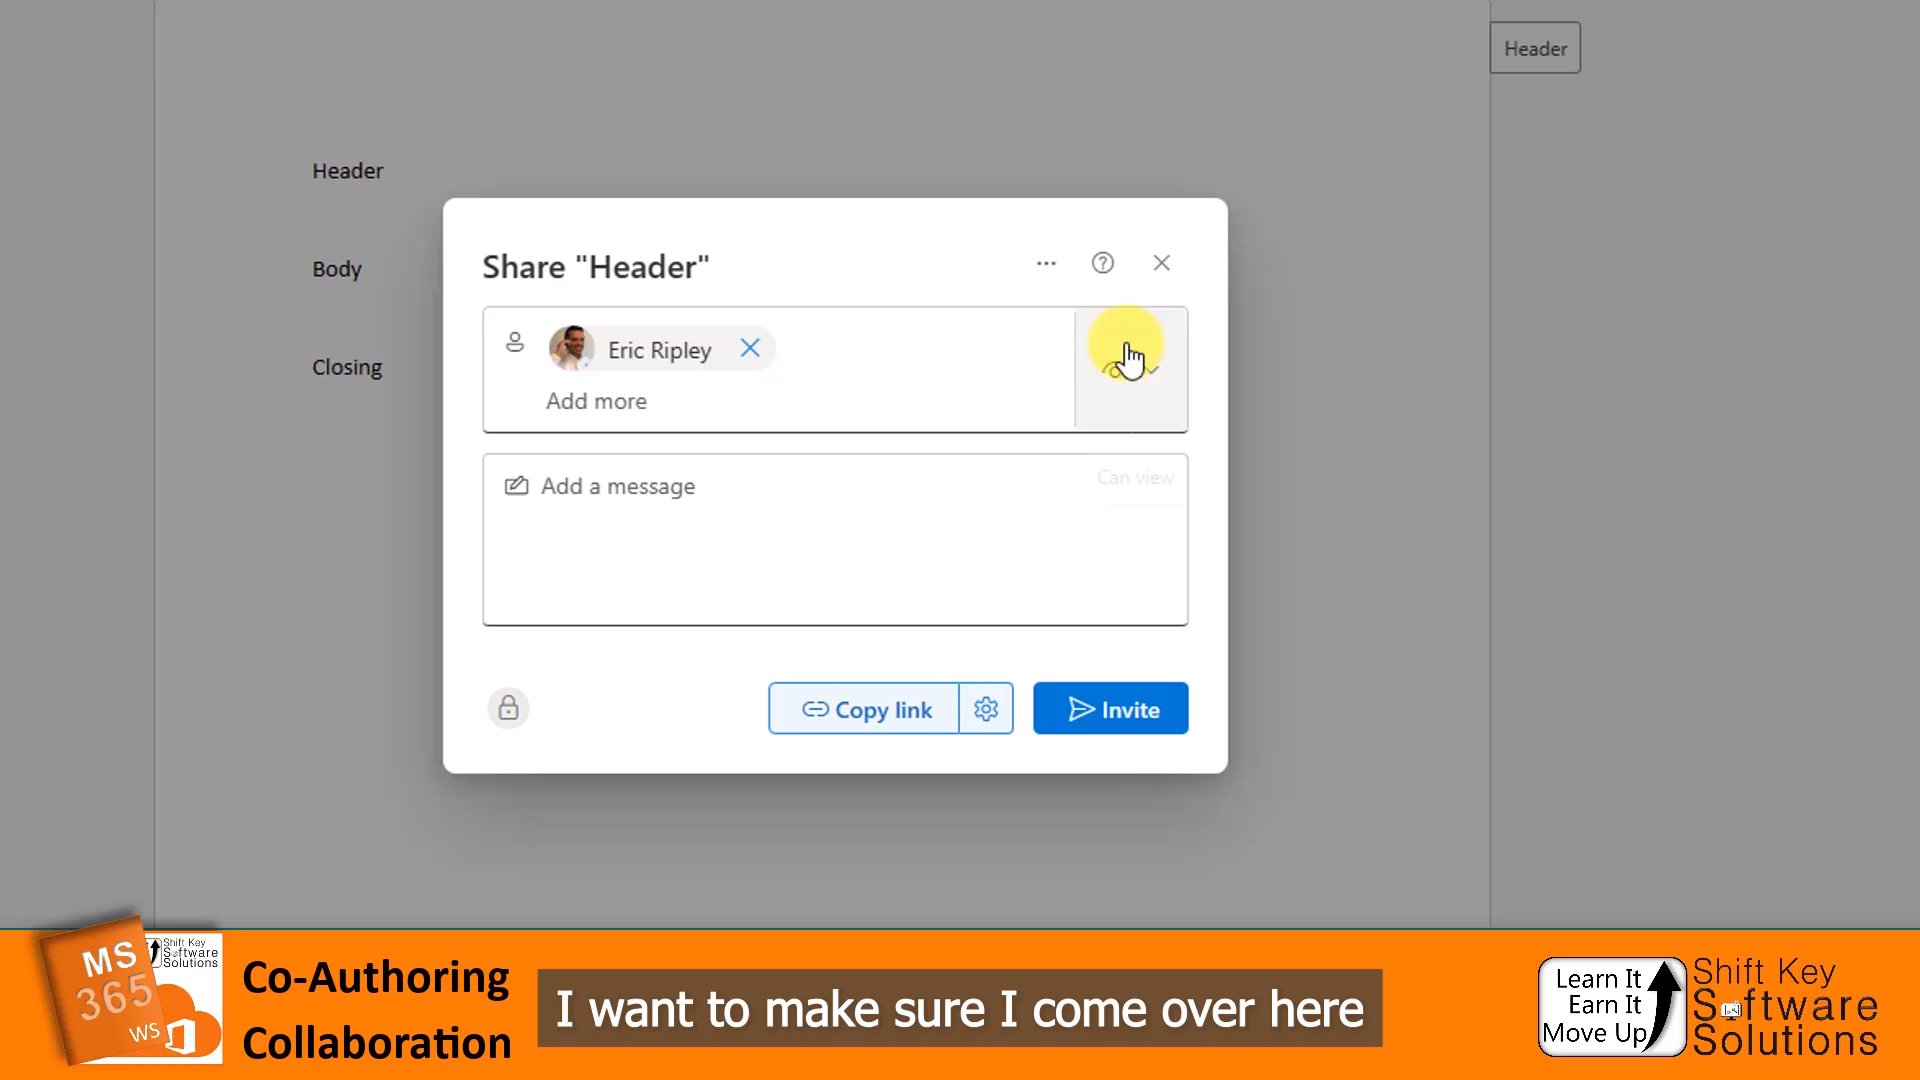 Header
Header
Body
Closing
Share "Header"
Eric Ripley
Add more
Add a message
Can view
Copy link
Invite
MS
365
WS
Shift Key
Software
Solutions
Co-Authoring
Collaboration
I want to make sure I come over here
Learn It
Earn It
Move Up
Shift Key
Software
Solutions